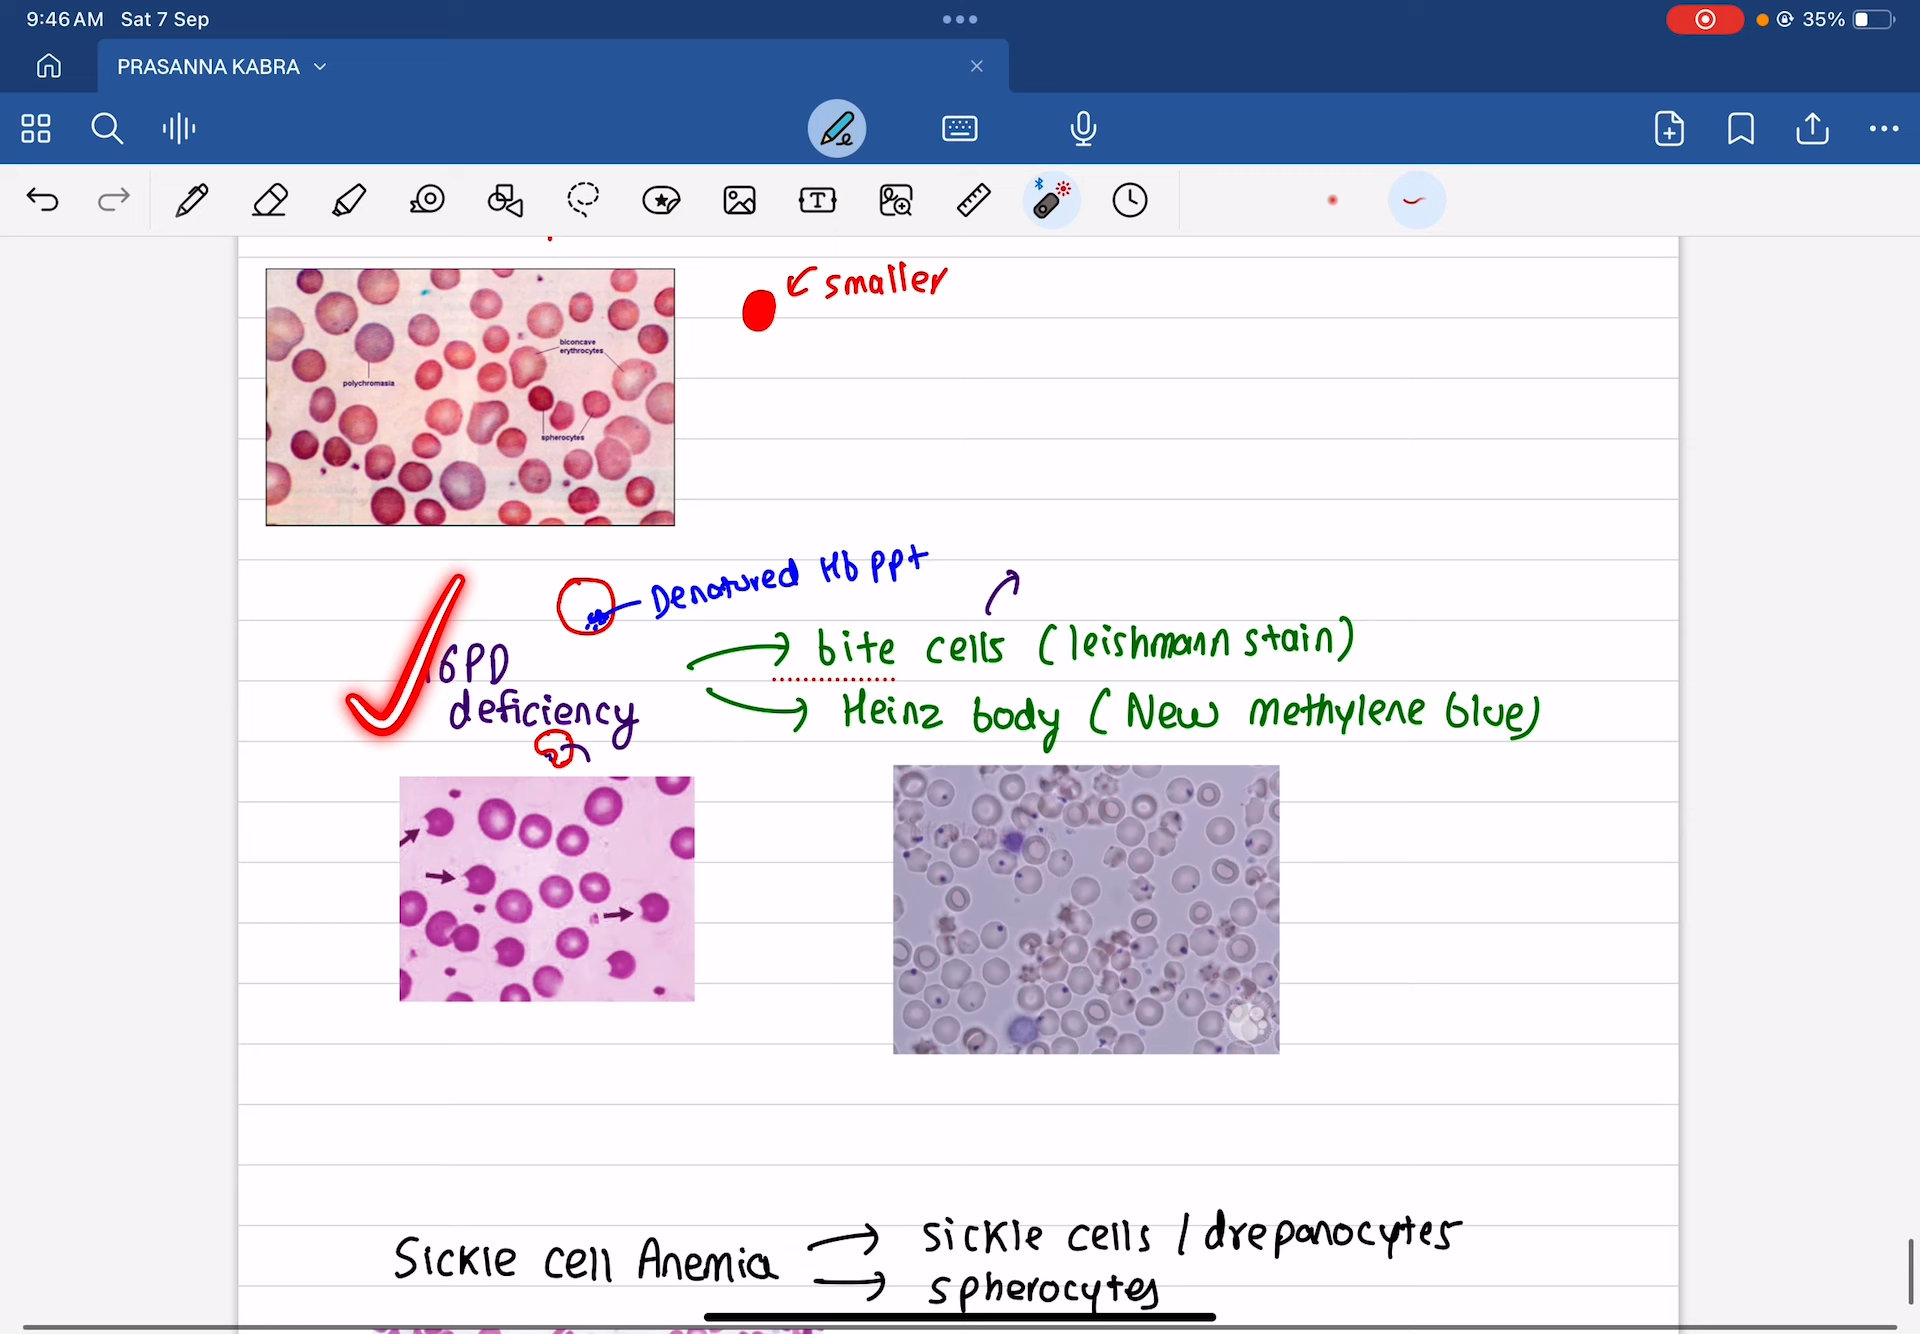 9:46 AM Sat 7 Sep
35%
PRASANNA KABRA
smaller
biconcave
erythrocytes
polychromasia
spherocytes
Denatured Hb ppt
G6PD
deficiency
bite cells (leishmann stain)
Heinz body (New methylene blue)
Sickle cell Anemia
sickle cells / drepanocytes
spherocytes